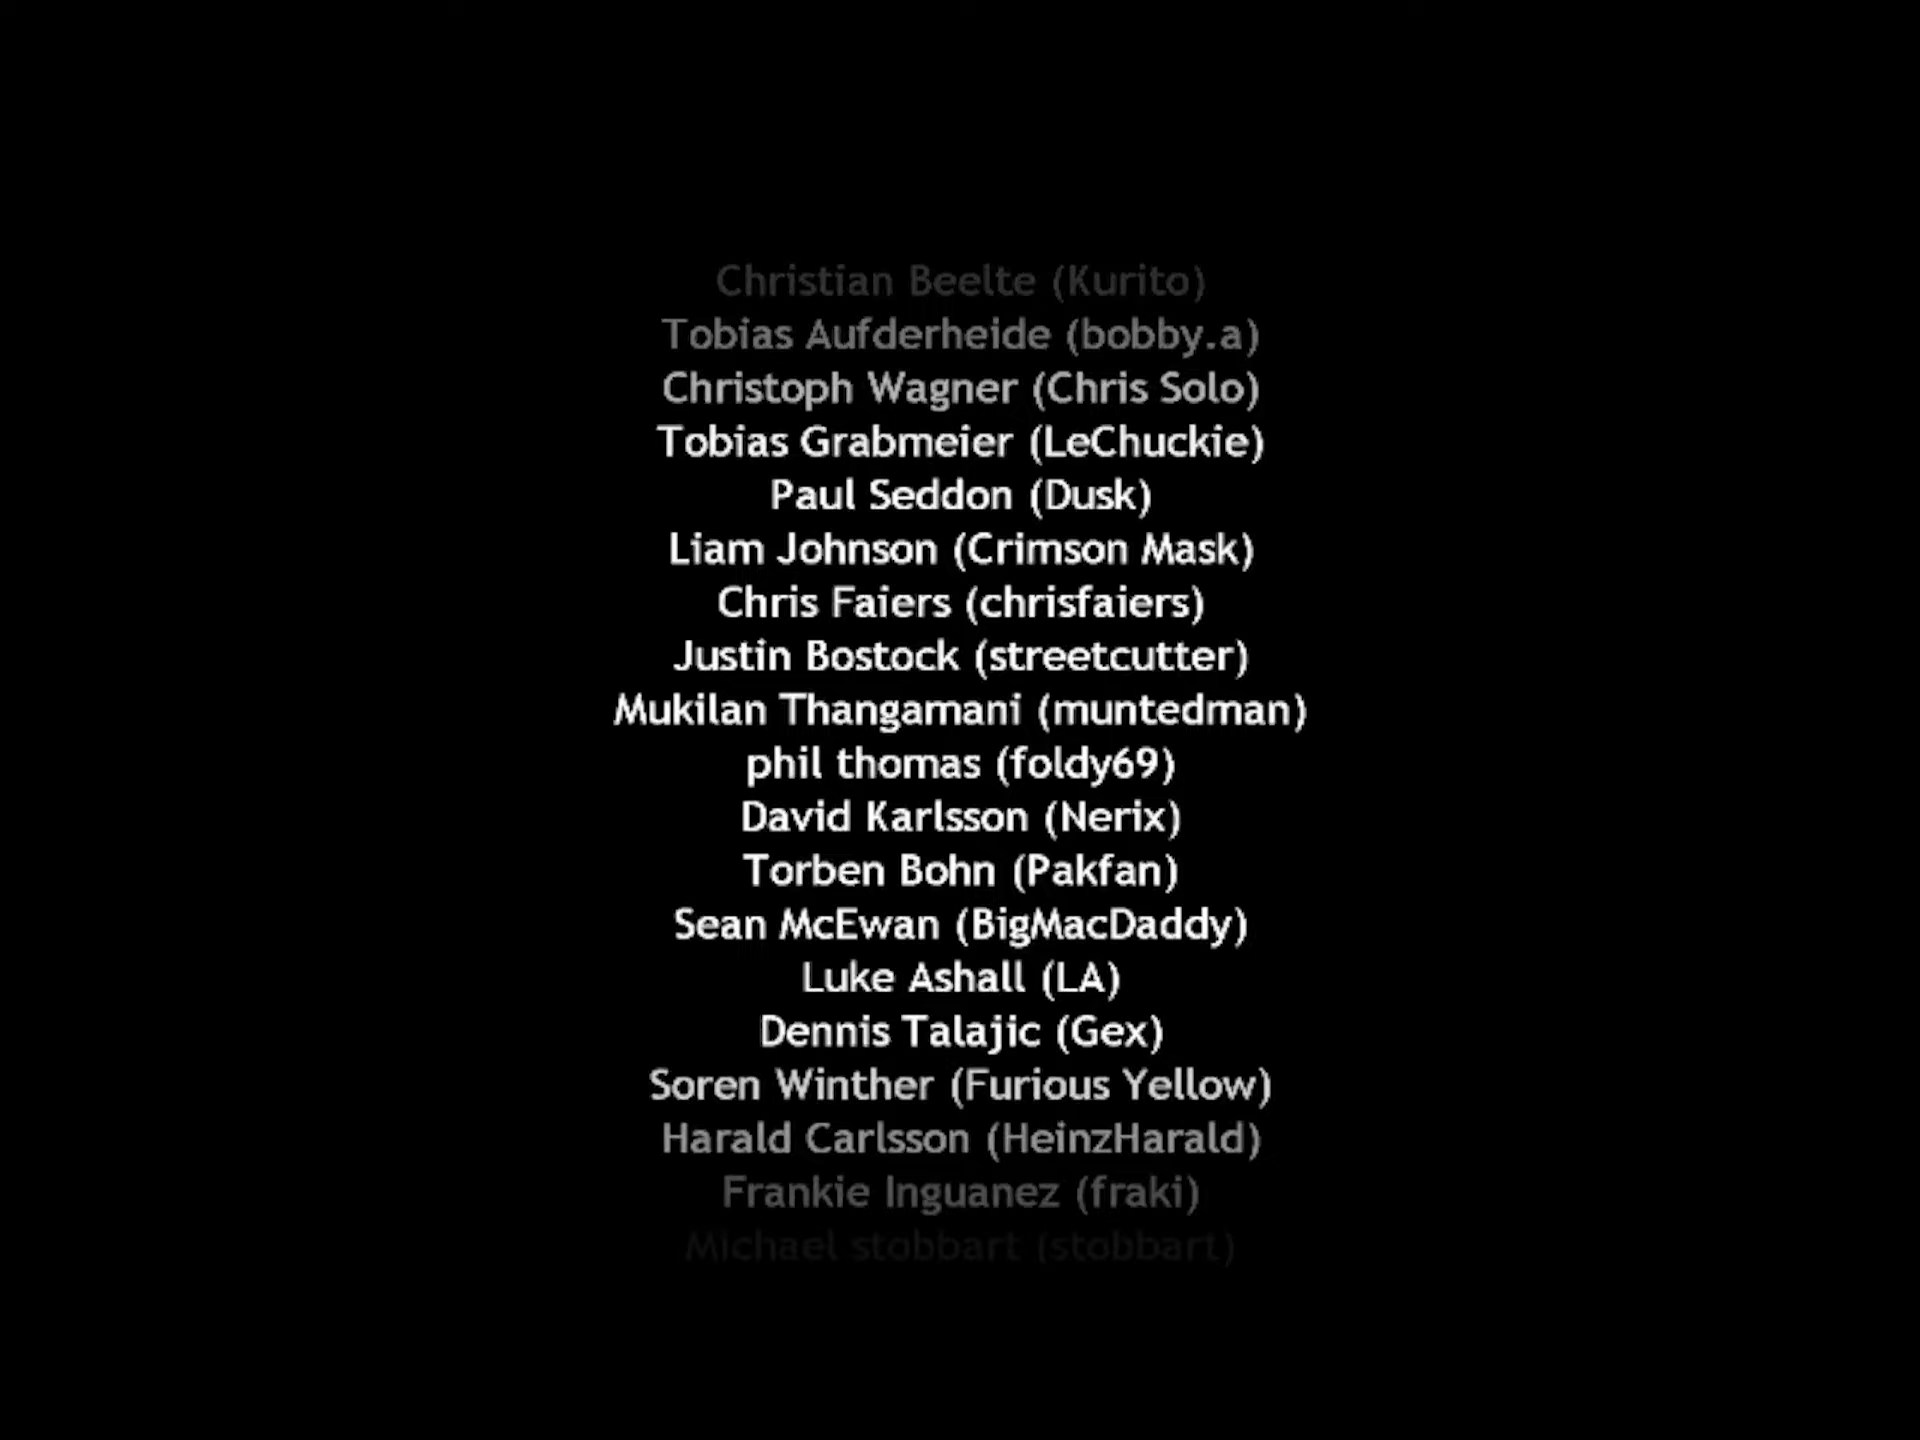 Christian Beelte (Kurito)
Tobias Aufderheide (bobby.a)
Christoph Wagner (Chris Solo)
Tobias Grabmeier (LeChuckie)
Paul Seddon (Dusk)
Liam Johnson (Crimson Mask)
Chris Faiers (chrisfaiers)
Justin Bostock (streetcutter)
Mukilan Thangamani (muntedman)
phil thomas (foldy69)
David Karlsson (Nerix)
Torben Bohn (Pakfan)
Sean McEwan (BigMacDaddy)
Luke Ashall (LA)
Dennis Talajic (Gex)
Soren Winther (Furious Yellow)
Harald Carlsson (HeinzHarald)
Frankie Inguanez (fraki)
Michael stobbart (stobbart)